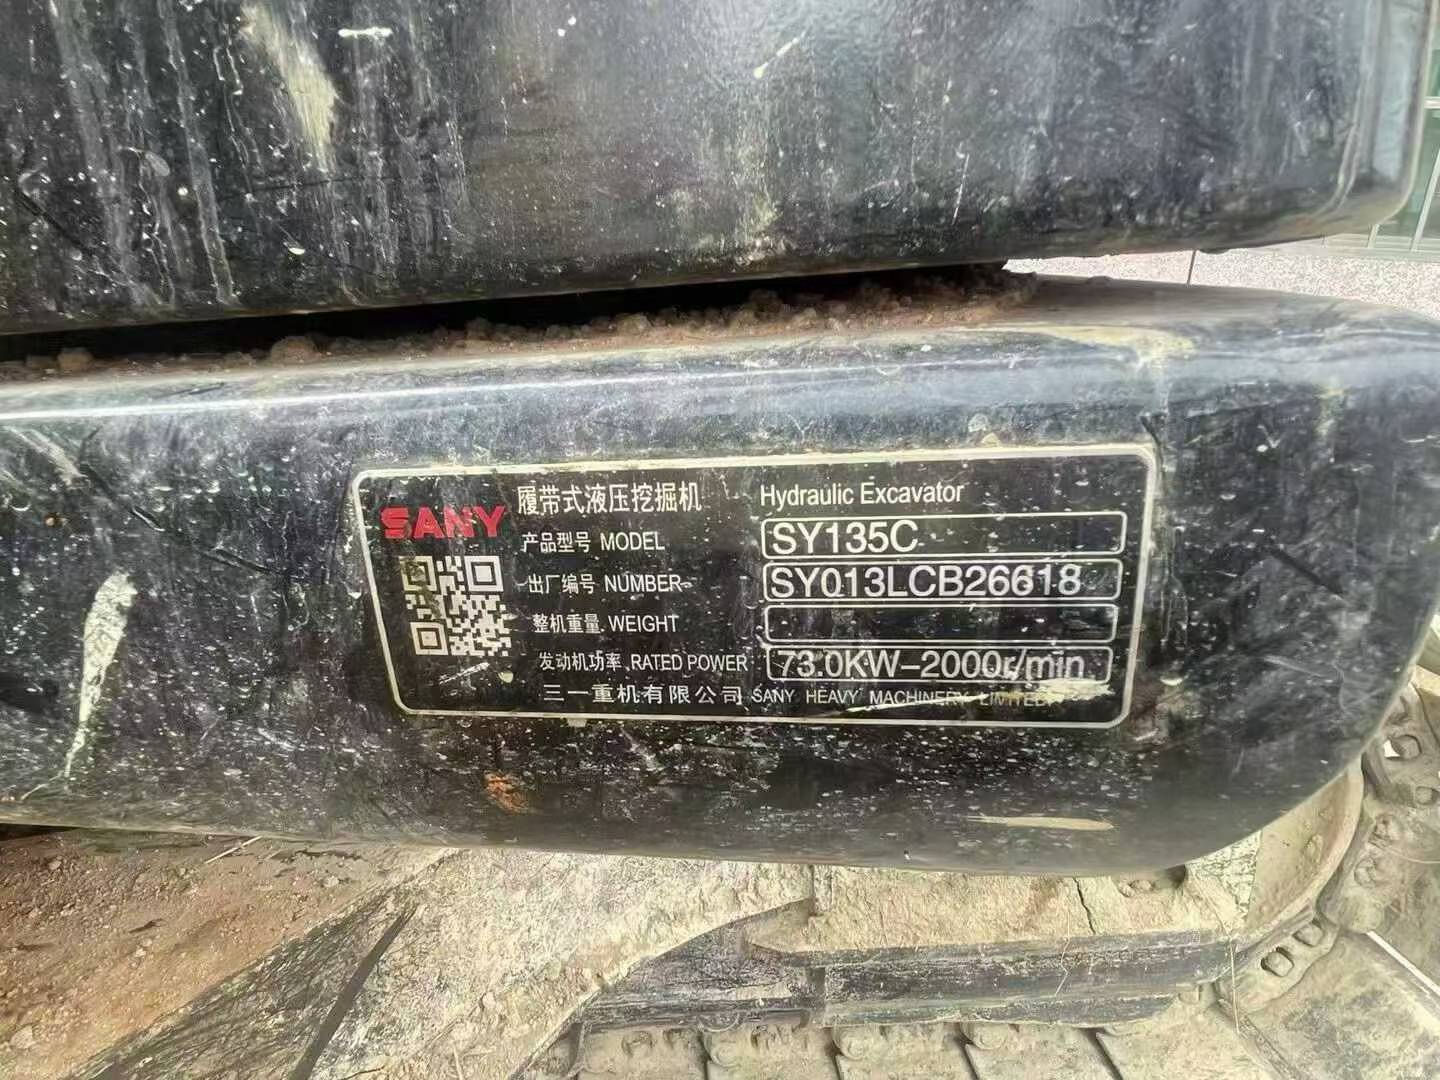 SANY
履带式液压挖掘机 Hydraulic Excavator
产品型号 MODEL SY135C
出厂编号 NUMBER SY013LCB26618
整机重量 WEIGHT
发动机功率 RATED POWER 73.0KW-2000r/min
三一重机有限公司 SANY HEAVY MACHINERY LIMITED